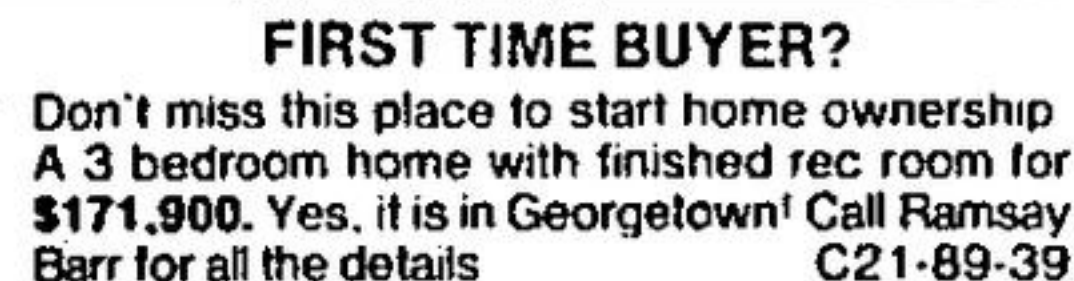 FIRST TIME BUYER?
Don't miss this place to start home ownership
A 3 bedroom home with finished rec room for
$171,900. Yes, it is in Georgetown! Call Ramsay
Barr for all the details C21-89-39